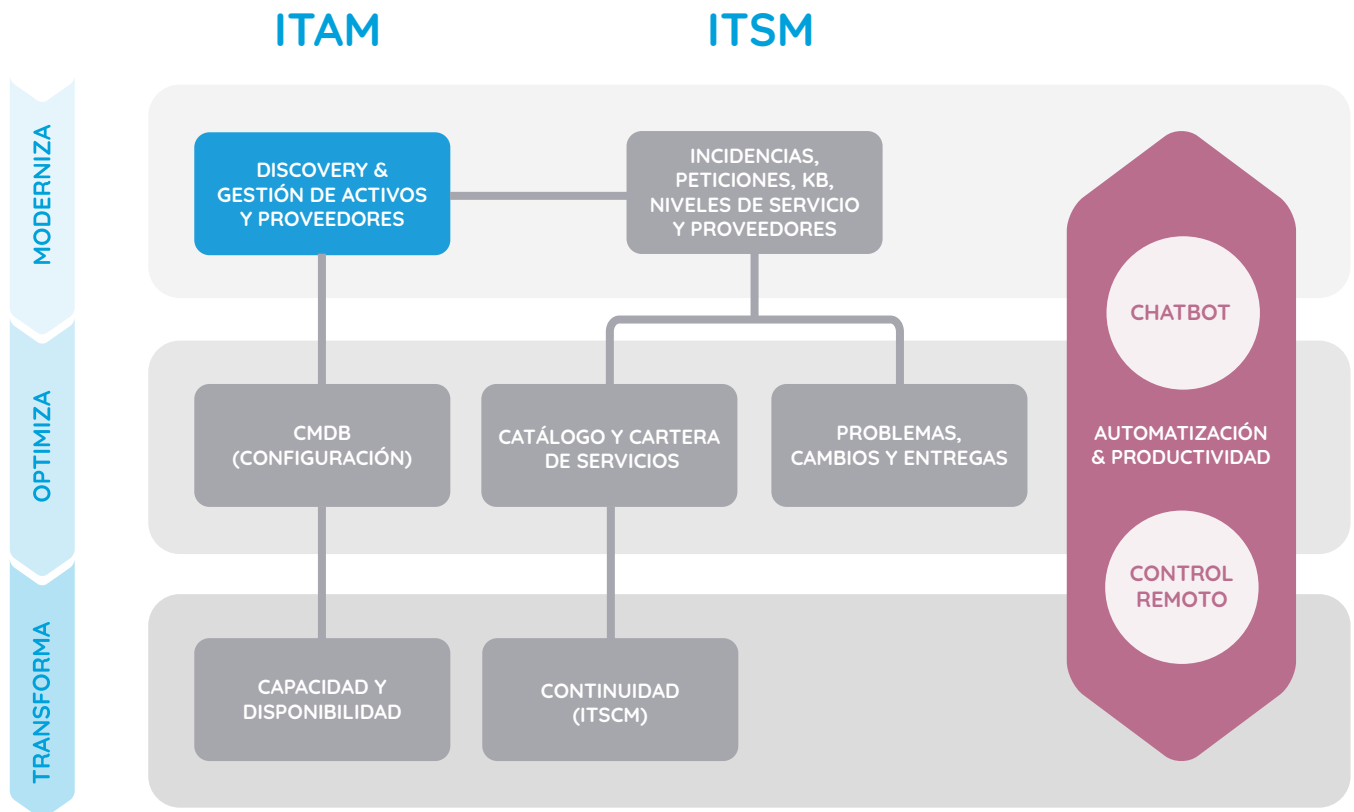 ITAM
ITSM
MODERNIZA
DISCOVERY &
GESTIÓN DE ACTIVOS
Y PROVEEDORES
INCIDENCIAS,
PETICIONES, KB,
NIVELES DE SERVICIO
Y PROVEEDORES
CHATBOT
OPTIMIZA
CMDB
(CONFIGURACIÓN)
CATÁLOGO Y CARTERA
DE SERVICIOS
PROBLEMAS,
CAMBIOS Y ENTREGAS
AUTOMATIZACIÓN
& PRODUCTIVIDAD
CONTROL
REMOTO
TRANSFORMA
CAPACIDAD Y
DISPONIBILIDAD
CONTINUIDAD
(ITSCM)